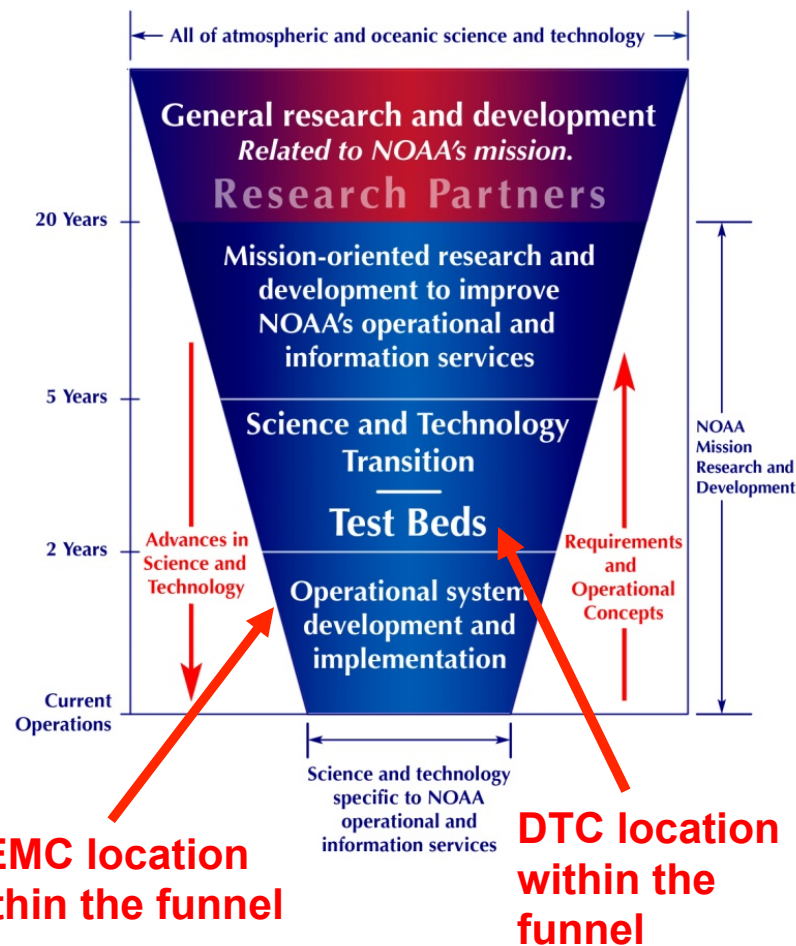 All of atmospheric and oceanic science and technology
General research and development
Related to NOAA's mission.
Research Partners
20 Years
Mission-oriented research and
development to improve
NOAA's operational and
information services
5 Years
Science and Technology
Transition
Test Beds
NOAA
Mission
Research and
Development
2 Years
Advances in
Science and
Technology
Requirements
and
Operational
Concepts
Operational system
development and
implementation
Current
Operations
Science and technology
specific to NOAA
operational and
information services
EMC location
thin the funnel
DTC location
within the
funnel